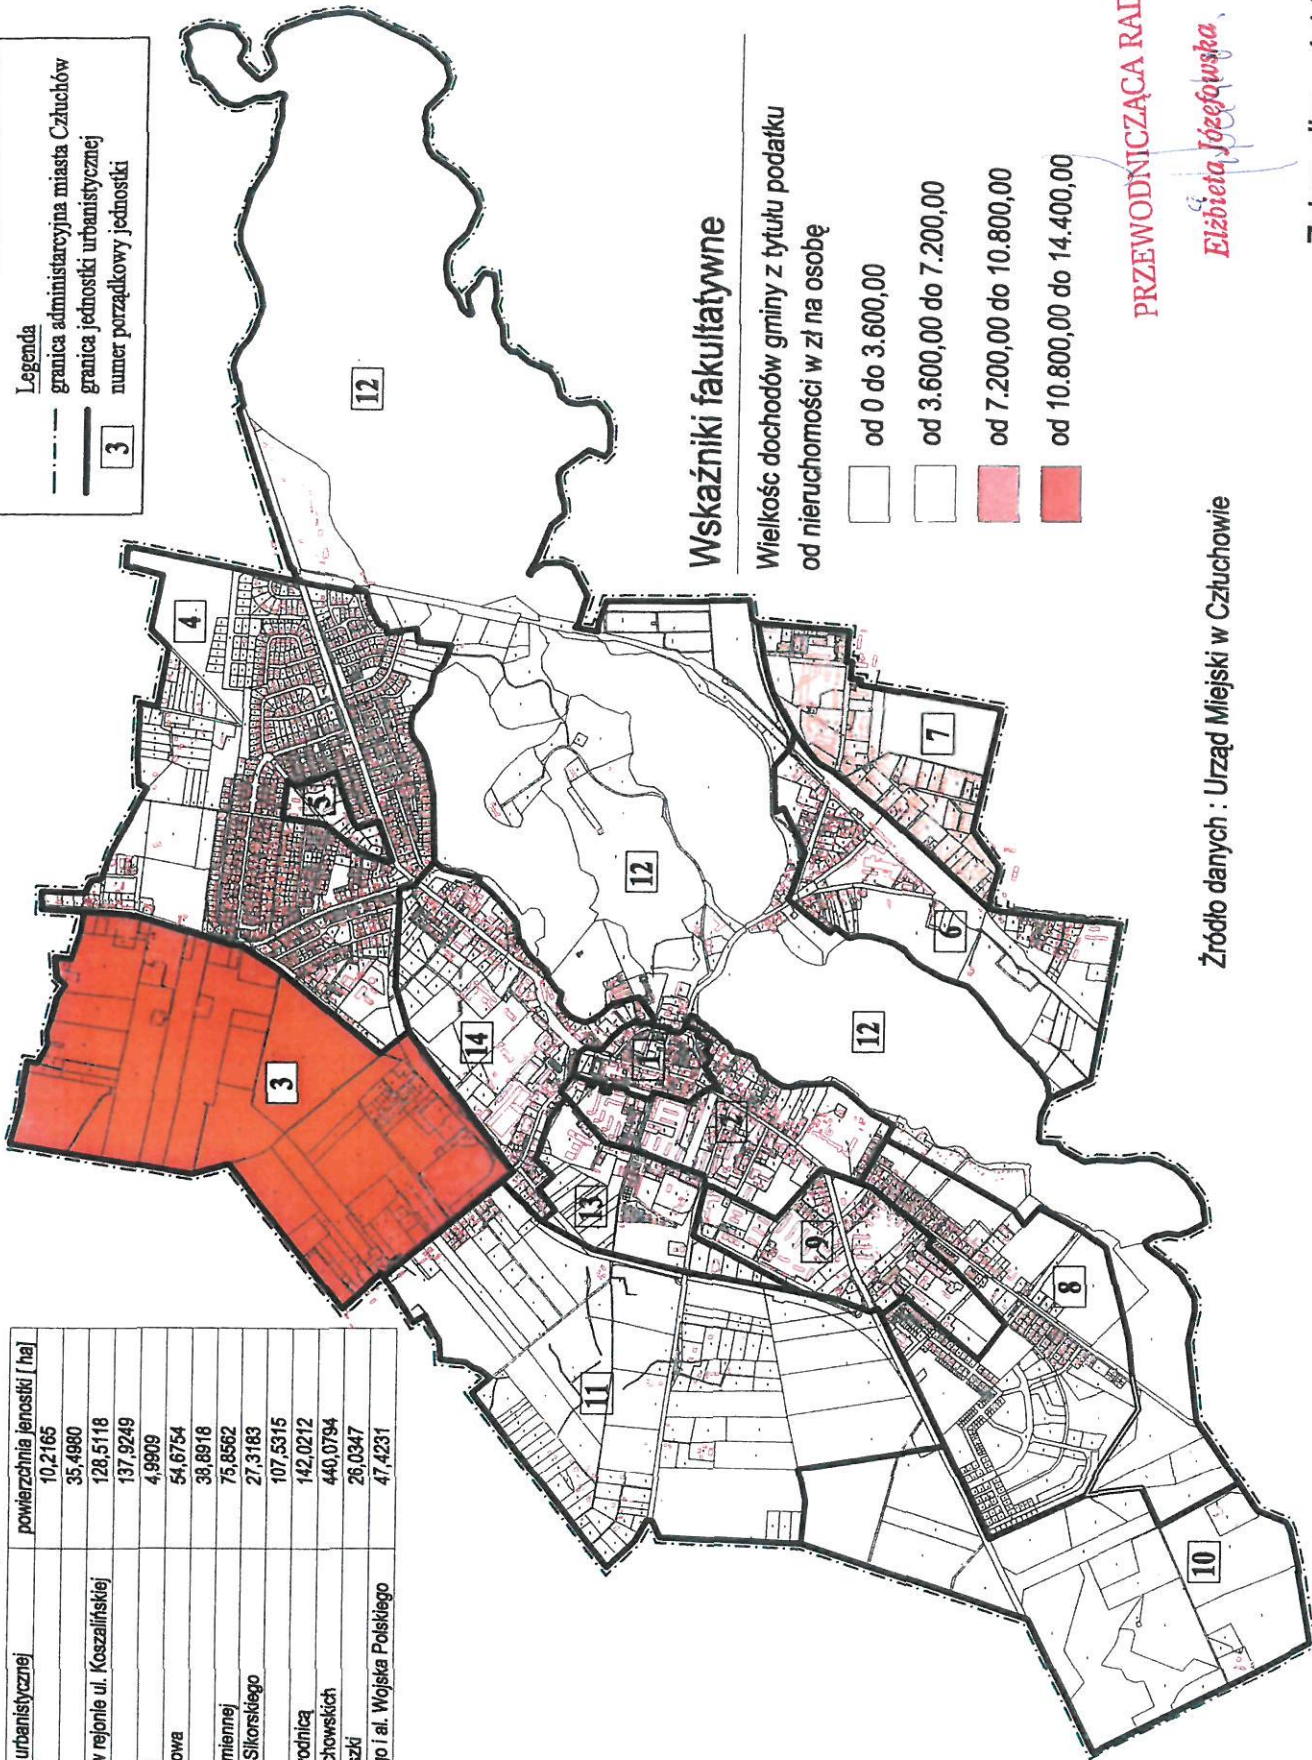 urbanistycznej
powierzchnia jenostki [ ha]
10,2165
35,4980
w rejonie ul. Koszalińskiej
128,5118
137,9249
4,9909
owa
54,6754
38,8918
miennej
75,8562
Sikorskiego
27,3183
107,5315
rodnicą
142,0212
chowskich
440,0794
szki
26,0347
go i al. Wojska Polskiego
47,4231
Legenda
granica administarcyjna miasta Człuchów
granica jednostki urbanistycznej
3
numer porządkowy jednostki
3
4
5
12
14
12
1
2
13
9
11
12
6
7
8
10
Wskaźniki fakultatywne
Wielkośc dochodów gminy z tytułu podatku
od nieruchomości w zł na osobę
od 0 do 3.600,00
od 3.600,00 do 7.200,00
od 7.200,00 do 10.800,00
od 10.800,00 do 14.400,00
Źródło danych : Urząd Miejski w Człuchowie
PRZEWODNICZĄCA RAD
Elżbieta Józefowska